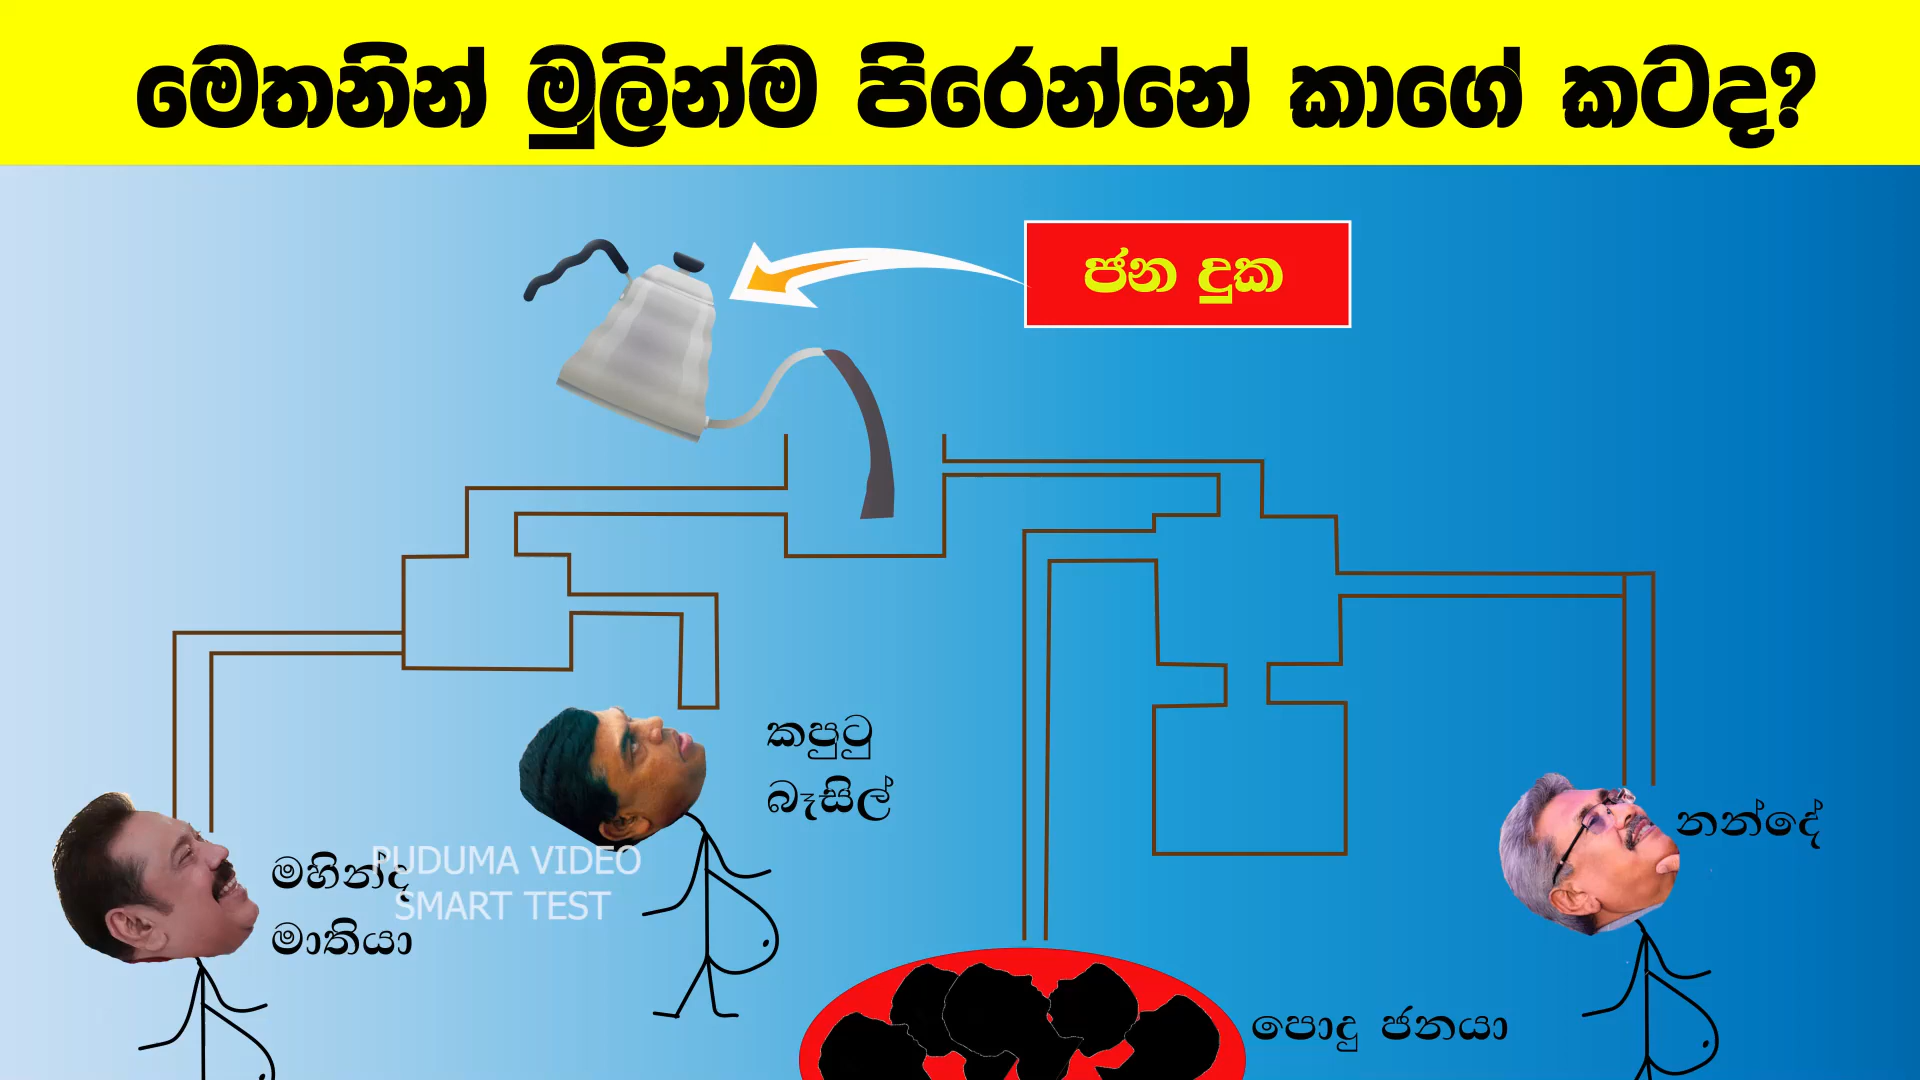 මෙතනින් මුලින්ම පිරෙන්නේ කාගේ කටද?
ජන දුක
කපුටු
බැසිල්
නන්දේ
මහින්ද
මාතියා
PUDUMA VIDEO
SMART TEST
පොදු ජනයා